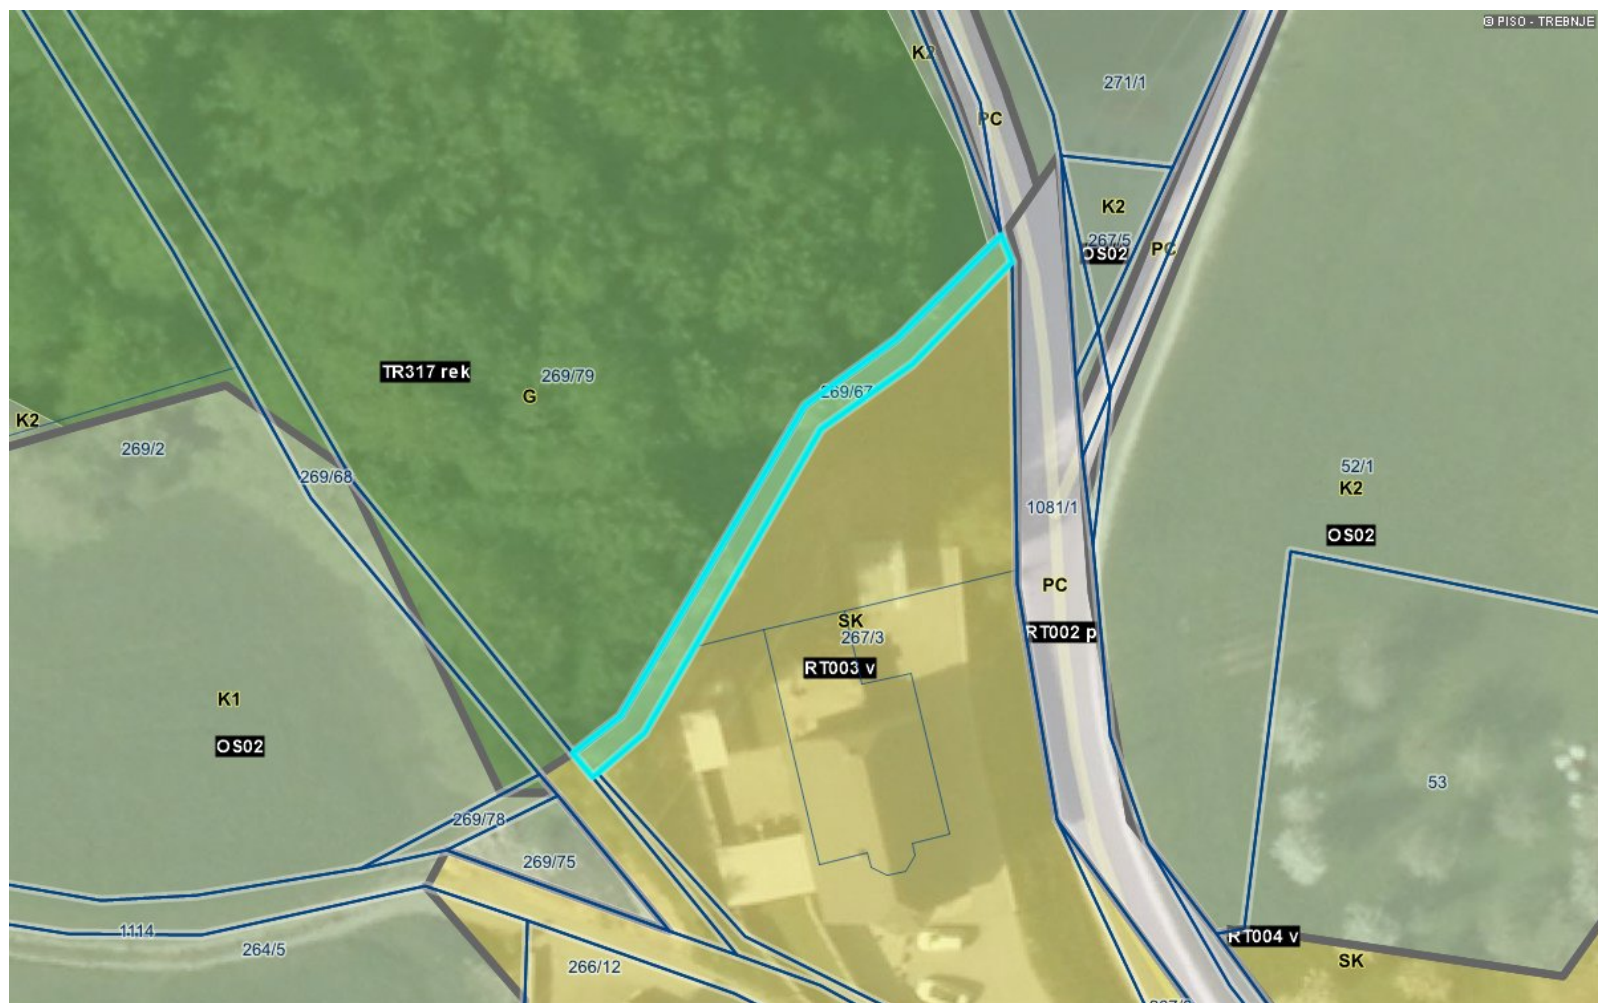 © PISO - TREBNJE
K2
271/1
PC
K2
267/5
OS02
PC
TR317 rek
269/79
G
269/67
K2
269/2
269/68
52/1
K2
OS02
1081/1
PC
RT002 p
SK
267/3
RT003 v
K1
OS02
53
269/78
269/75
1114
264/5
266/12
RT004 v
SK